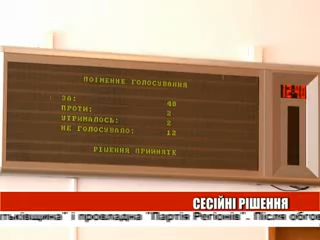 ПОІМЕННЕ ГОЛОСУВАННЯ
ЗА: 48
ПРОТИ: 2
УТРИМАЛОСЬ: 2
НЕ ГОЛОСУВАЛО: 12
РІШЕННЯ ПРИЙНЯТЕ
СЕСІЙНІ РІШЕННЯ
тьківщина" і провладна "Партія Регіонів". Після обгов